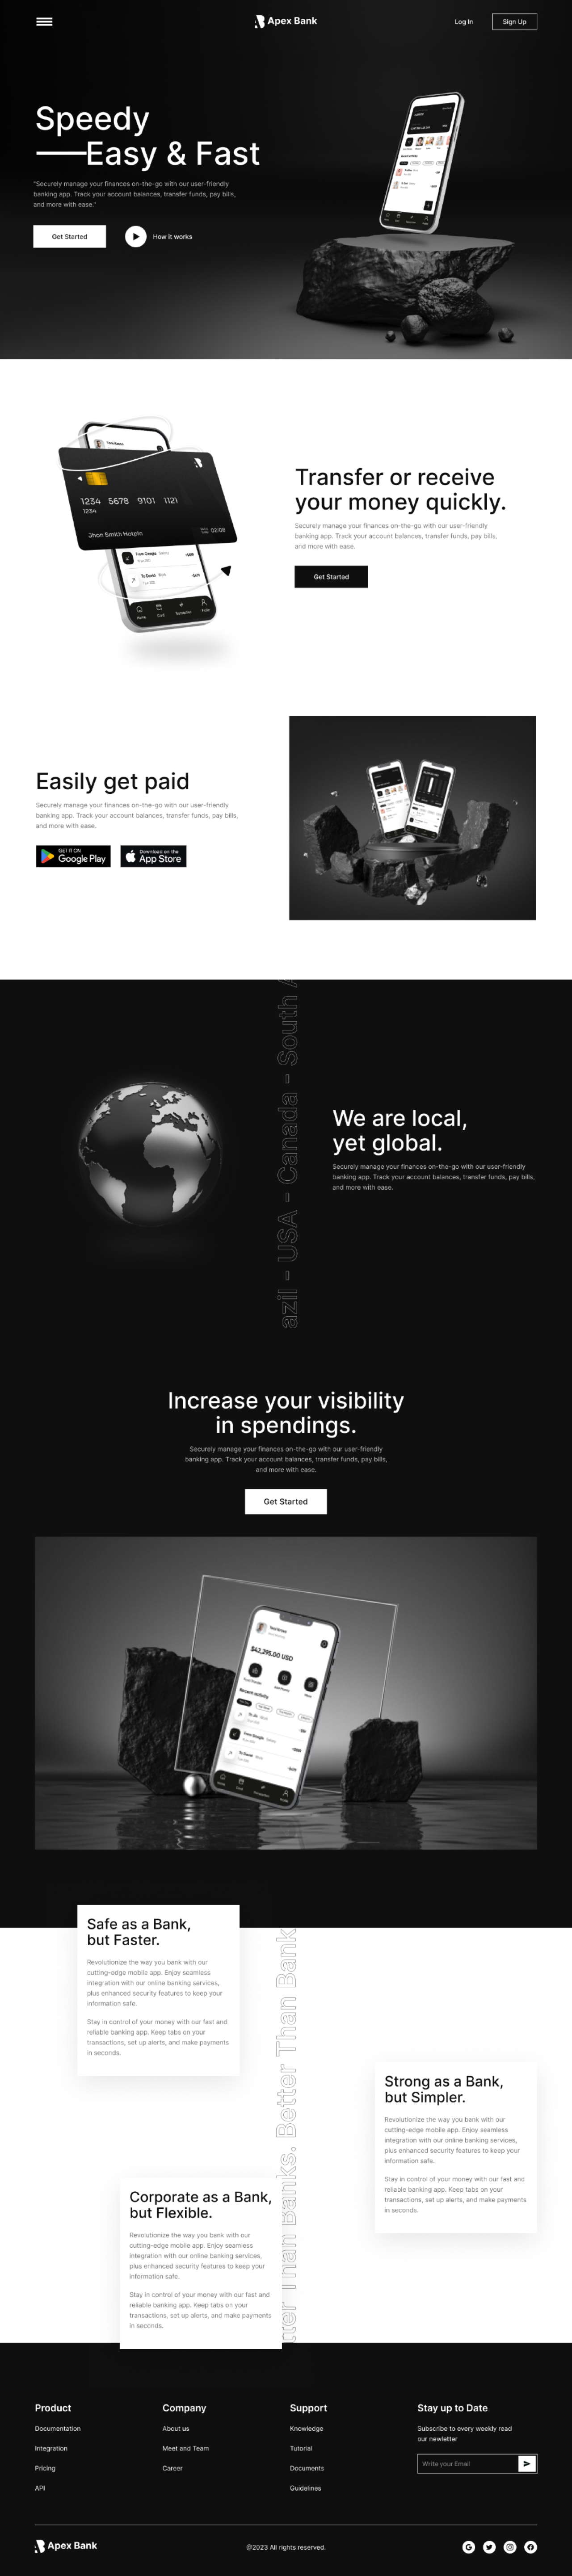 Apex Bank
Log In
Sign Up
Speedy
Easy & Fast
"Securely manage your finances on-the-go with our user-friendly
banking app. Track your account balances, transfer funds, pay bills,
and more with ease."
Get Started
How it works
1234 5678 9101 1121
1234
Jhon Smith Hotpin
02/08
From Google
To David
Home
Card
Transaction
Profile
Transfer or receive
your money quickly.
Securely manage your finances on-the-go with our user-friendly
banking app. Track your account balances, transfer funds, pay bills,
and more with ease.
Get Started
Easily get paid
Securely manage your finances on-the-go with our user-friendly
banking app. Track your account balances, transfer funds, pay bills,
and more with ease.
GET IT ON
Google Play
Download on the
App Store
azil - USA - Canada - South A
We are local,
yet global.
Securely manage your finances on-the-go with our user-friendly
banking app. Track your account balances, transfer funds, pay bills,
and more with ease.
Increase your visibility
in spendings.
Securely manage your finances on-the-go with our user-friendly
banking app. Track your account balances, transfer funds, pay bills,
and more with ease.
Get Started
$42,295.00 USD
Recent activity
Safe as a Bank,
but Faster.
Revolutionize the way you bank with our
cutting-edge mobile app. Enjoy seamless
integration with our online banking services,
plus enhanced security features to keep your
information safe.
Stay in control of your money with our fast and
reliable banking app. Keep tabs on your
transactions, set up alerts, and make payments
in seconds.
tter Than Banks. Better Than Bank
Strong as a Bank,
but Simpler.
Revolutionize the way you bank with our
cutting-edge mobile app. Enjoy seamless
integration with our online banking services,
plus enhanced security features to keep your
information safe.
Stay in control of your money with our fast and
reliable banking app. Keep tabs on your
transactions, set up alerts, and make payments
in seconds.
Corporate as a Bank,
but Flexible.
Revolutionize the way you bank with our
cutting-edge mobile app. Enjoy seamless
integration with our online banking services,
plus enhanced security features to keep your
information safe.
Stay in control of your money with our fast and
reliable banking app. Keep tabs on your
transactions, set up alerts, and make payments
in seconds.
Product
Documentation
Integration
Pricing
API
Company
About us
Meet and Team
Career
Support
Knowledge
Tutorial
Documents
Guidelines
Stay up to Date
Subscribe to every weekly read
our newletter
Write your Email
Apex Bank
@2023 All rights reserved.